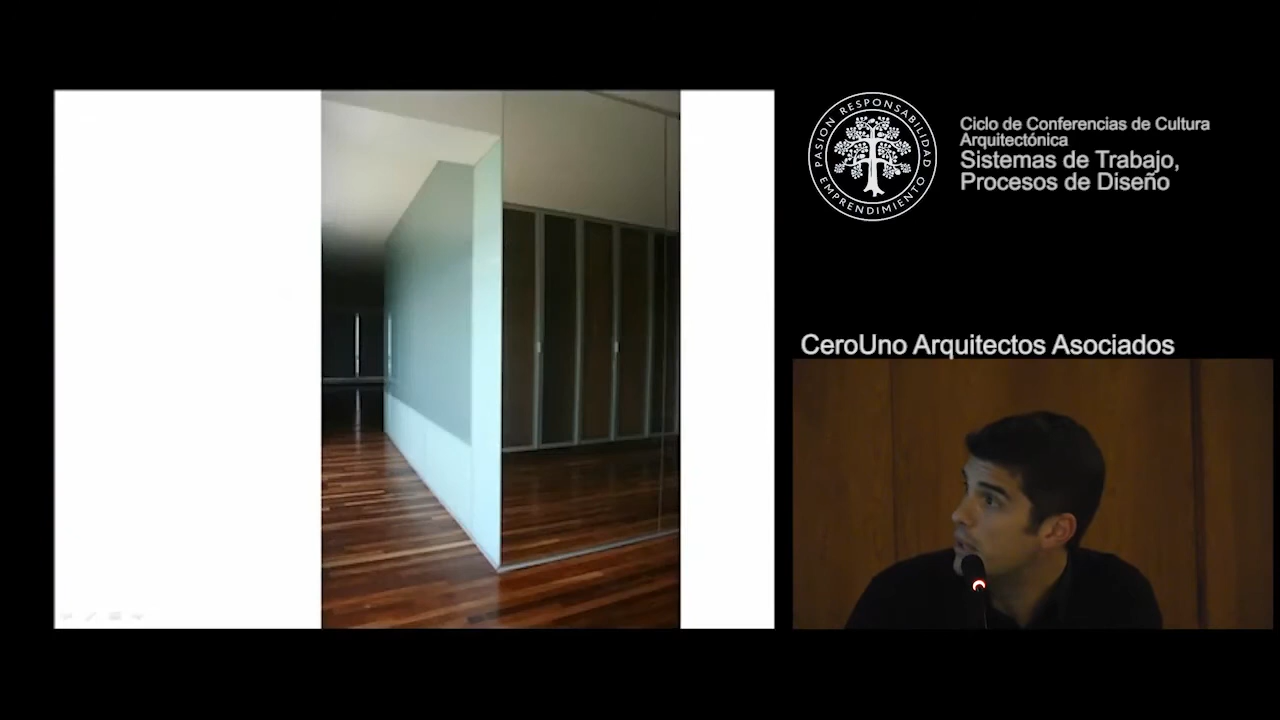 PASION RESPONSABILIDAD
EMPRENDIMIENTO
Ciclo de Conferencias de Cultura
Arquitectónica
Sistemas de Trabajo,
Procesos de Diseño
CeroUno Arquitectos Asociados